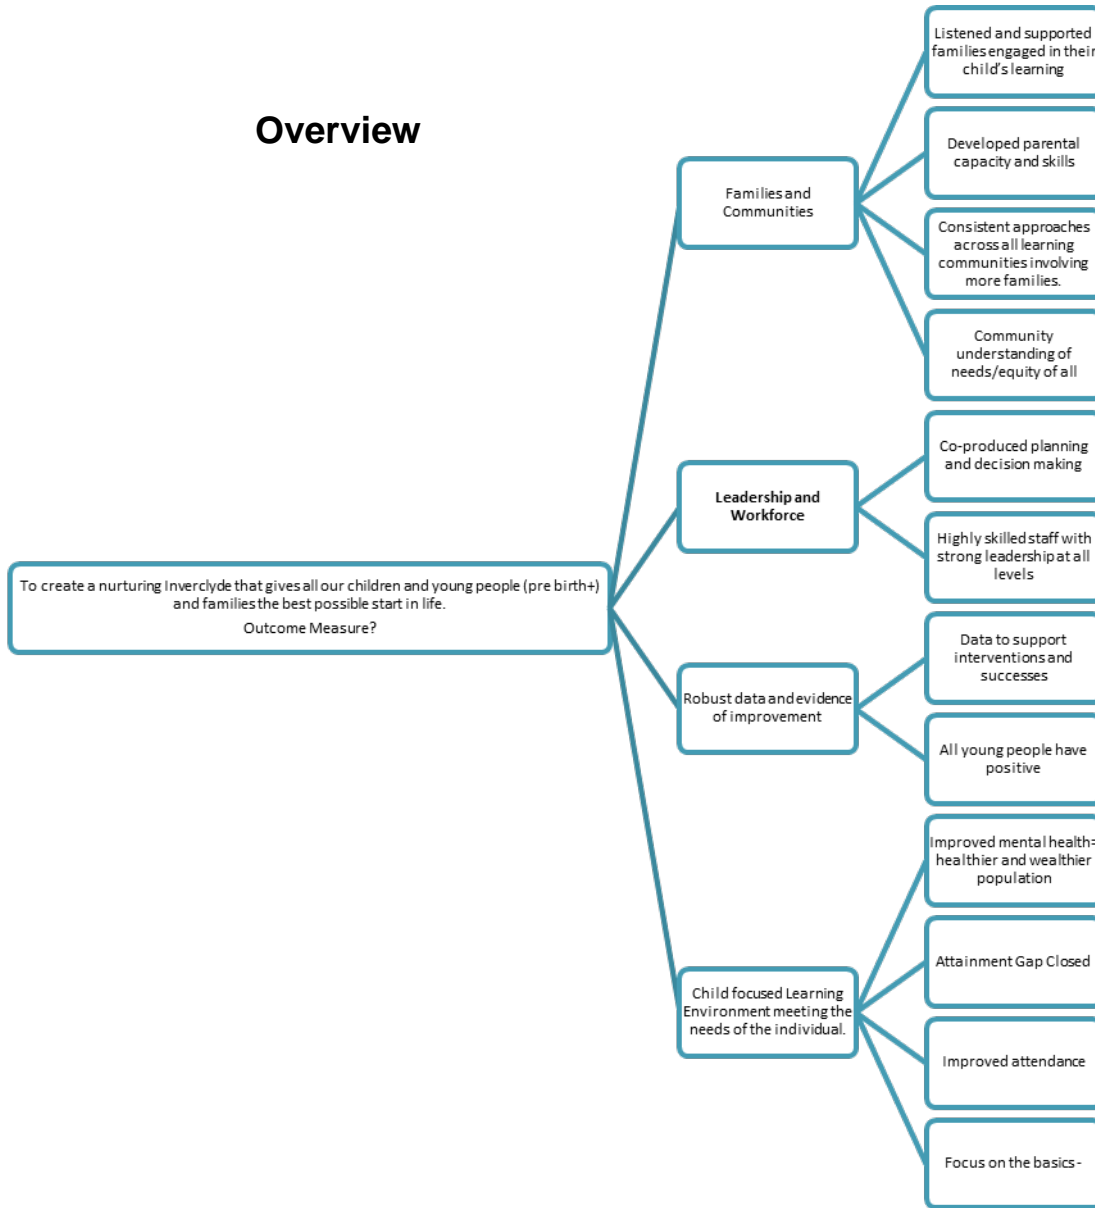 Overview
To create a nurturing Inverclyde that gives all our children and young people (pre birth+)
and families the best possible start in life.
Outcome Measure?
Families and
Communities
Listened and supported
families engaged in their
child's learning
Developed parental
capacity and skills
Consistent approaches
across all learning
communities involving
more families.
Community
understanding of
needs/equity of all
Leadership and
Workforce
Co-produced planning
and decision making
Highly skilled staff with
strong leadership at all
levels
Robust data and evidence
of improvement
Data to support
interventions and
successes
All young people have
positive
Child focused Learning
Environment meeting the
needs of the individual.
Improved mental health=
healthier and wealthier
population
Attainment Gap Closed
Improved attendance
Focus on the basics-